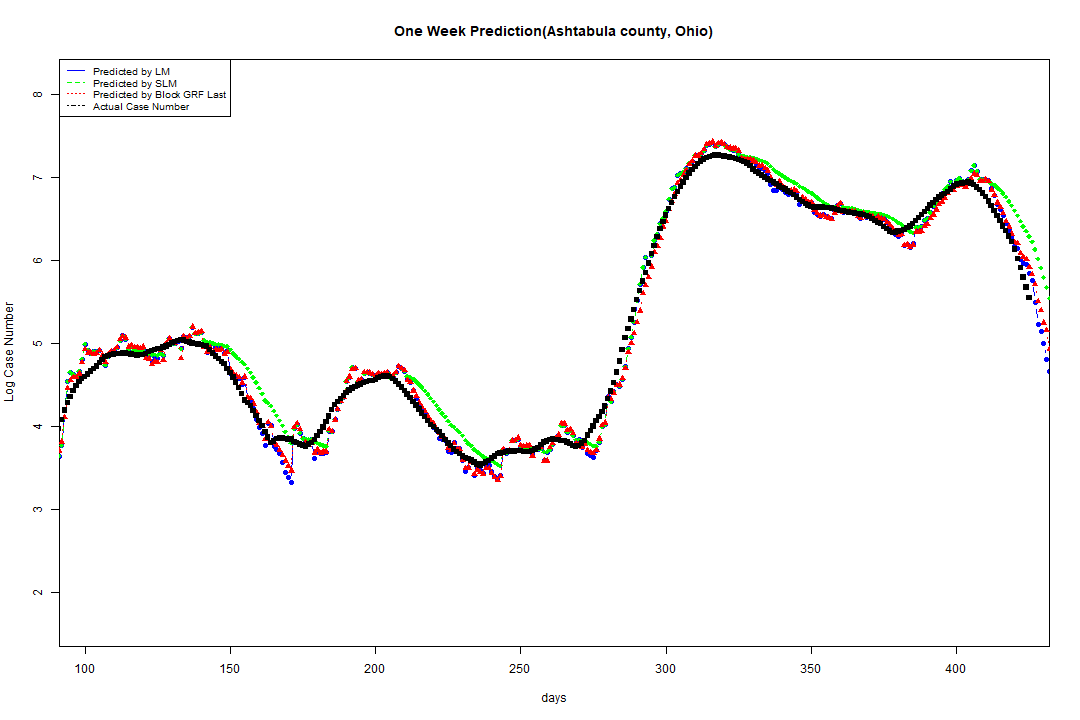 One Week Prediction(Ashtabula county, Ohio)
Predicted by LM
Predicted by SLM
Predicted by Block GRF Last
Actual Case Number
Log Case Number
8
7
6
5
4
3
2
100 150 200 250 300 350 400
days